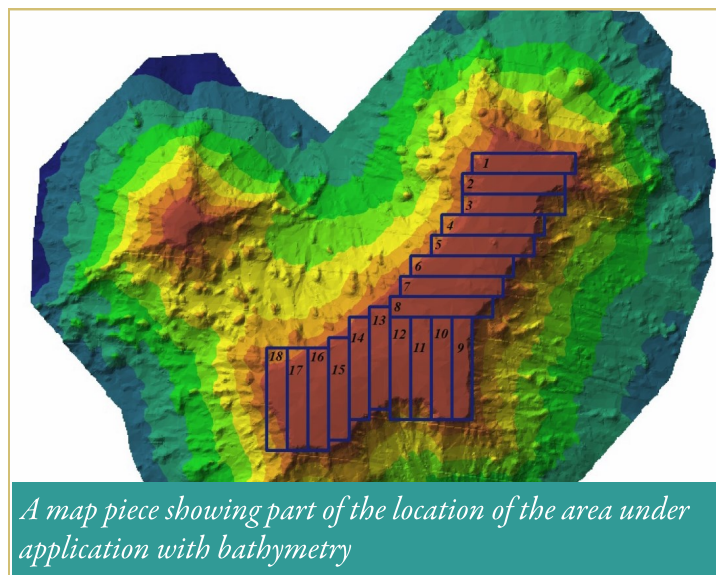 1
2
3
4
5
6
7
8
18 17 16 15 14 13 12 11 10 9
A map piece showing part of the location of the area under
application with bathymetry